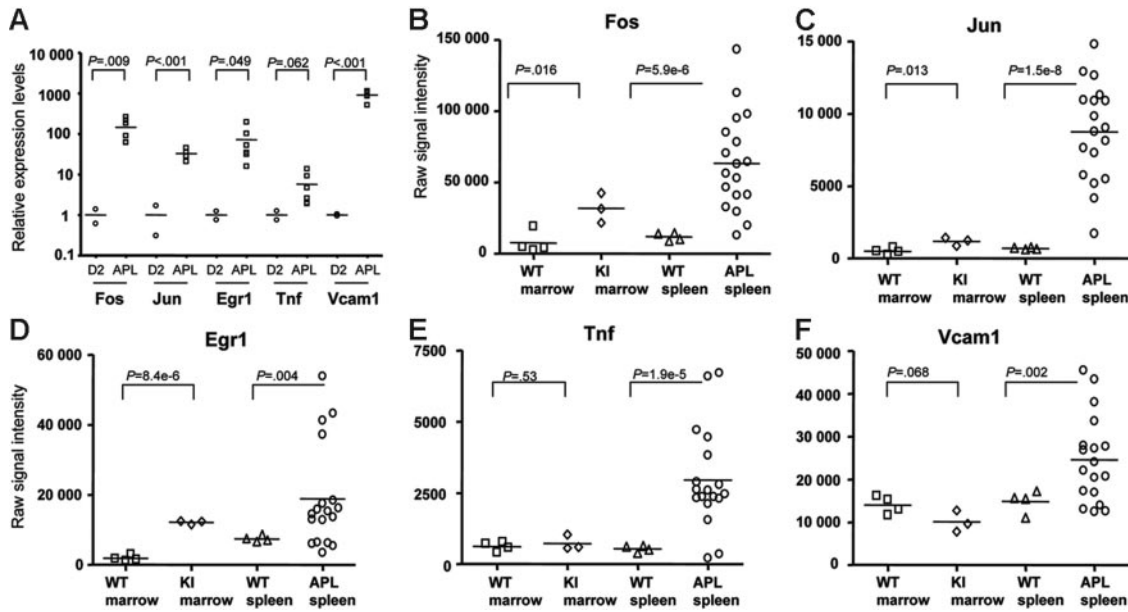 A
Relative expression levels
10 000
1000
100
10
1
0.1
P=.009
P<.001
P=.049
P=.062
P<.001
D2 APL D2 APL D2 APL D2 APL D2 APL
Fos Jun Egr1 Tnf Vcam1
B
Fos
Raw signal intensity
150 000
100 000
50 000
0
P=.016
P=5.9e-6
WT KI WT APL
marrow marrow spleen spleen
C
Jun
15 000
10 000
5000
0
P=.013
P=1.5e-8
WT KI WT APL
marrow marrow spleen spleen
D
Egr1
Raw signal intensity
60 000
40 000
20 000
0
P=8.4e-6
P=.004
WT KI WT APL
marrow marrow spleen spleen
E
Tnf
7500
5000
2500
0
P=.53
P=1.9e-5
WT KI WT APL
marrow marrow spleen spleen
F
Vcam1
50 000
40 000
30 000
20 000
10 000
0
P=.068
P=.002
WT KI WT APL
marrow marrow spleen spleen